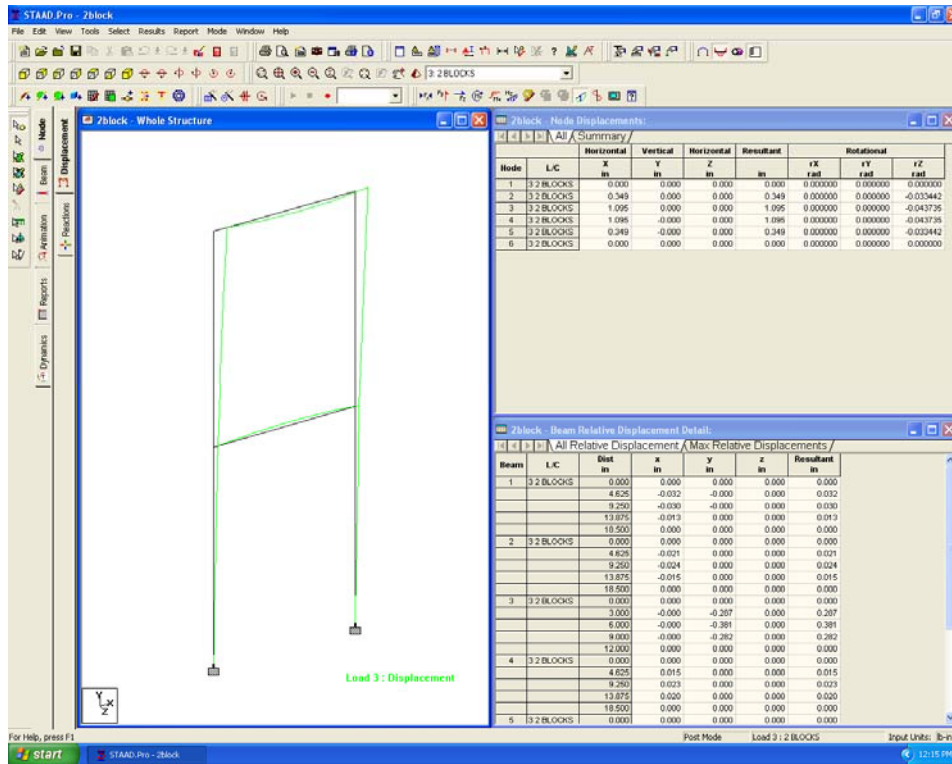 STAAD.Pro - 2block
File Edit View Tools Select Results Report Mode Window Help
3: 2 BLOCKS
Node
Beam
Animation
Reports
Dynamics
Displacement
Reactions
2block - Whole Structure
Load 3 : Displacement
Y
X
Z
2block - Node Displacements:
All Summary
Horizontal Vertical Horizontal Resultant Rotational
Node L/C X in Y in Z in in rX rad rY rad rZ rad
1 3 2 BLOCKS 0.000 0.000 0.000 0.000 0.000000 0.000000 0.000000
2 3 2 BLOCKS 0.349 0.000 0.000 0.349 0.000000 0.000000 -0.033442
3 3 2 BLOCKS 1.095 0.000 0.000 1.095 0.000000 0.000000 -0.043735
4 3 2 BLOCKS 1.095 -0.000 0.000 1.095 0.000000 0.000000 -0.043735
5 3 2 BLOCKS 0.349 -0.000 0.000 0.349 0.000000 0.000000 -0.033442
6 3 2 BLOCKS 0.000 0.000 0.000 0.000 0.000000 0.000000 0.000000
2block - Beam Relative Displacement Detail:
All Relative Displacement Max Relative Displacements
Beam L/C Dist in x in y in z in Resultant in
1 3 2 BLOCKS 0.000 0.000 0.000 0.000 0.000
4.625 -0.032 -0.000 0.000 0.032
9.250 -0.030 -0.000 0.000 0.030
13.875 -0.013 -0.000 0.000 0.013
18.500 0.000 0.000 0.000 0.000
2 3 2 BLOCKS 0.000 0.000 0.000 0.000 0.000
4.625 -0.021 0.000 0.000 0.021
9.250 -0.024 0.000 0.000 0.024
13.875 -0.015 0.000 0.000 0.015
18.500 0.000 0.000 0.000 0.000
3 3 2 BLOCKS 0.000 0.000 0.000 0.000 0.000
3.000 -0.000 -0.287 0.000 0.287
6.000 -0.000 -0.381 0.000 0.381
9.000 -0.000 -0.282 0.000 0.282
12.000 0.000 0.000 0.000 0.000
4 3 2 BLOCKS 0.000 0.000 0.000 0.000 0.000
4.625 0.015 0.000 0.000 0.015
9.250 0.023 0.000 0.000 0.023
13.875 0.020 0.000 0.000 0.020
18.500 0.000 0.000 0.000 0.000
5 3 2 BLOCKS 0.000 0.000 0.000 0.000 0.000
For Help, press F1
Post Mode Load 3 : 2 BLOCKS Input Units: lb-in
start STAAD.Pro - 2block 12:15 PM